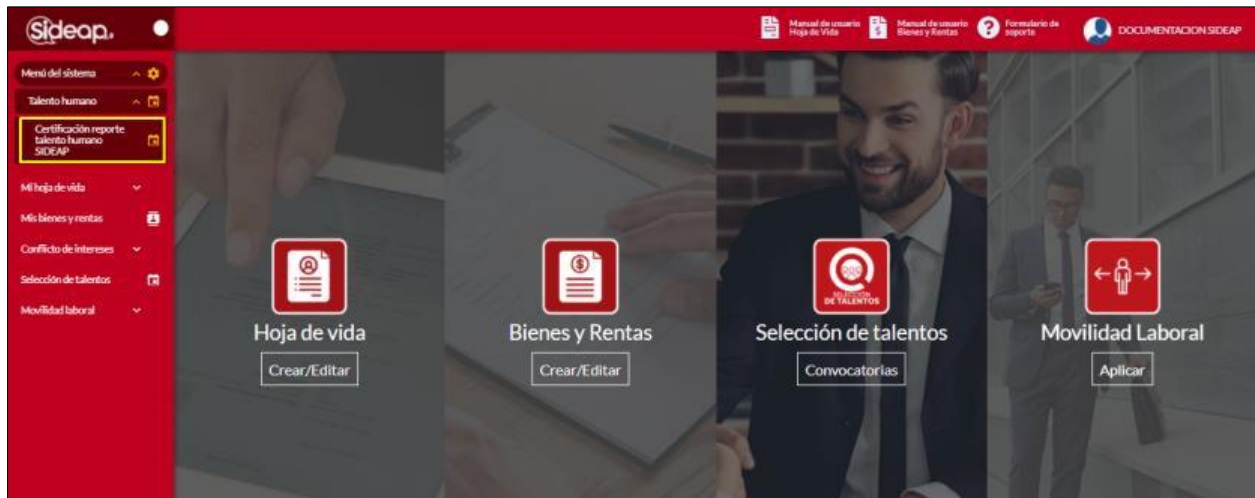 Sideap.
Manual de usuario
Hoja de Vida
Manual de usuario
Bienes y Rentas
Formulario de
soporte
DOCUMENTACION SIDEAP
Menú del sistema
Talento humano
Certificación reporte
talento humano
SIDEAP
Mi hoja de vida
Mis bienes y rentas
Conflicto de intereses
Selección de talentos
Movilidad laboral
Hoja de vida
Crear/Editar
Bienes y Rentas
Crear/Editar
SELECCIÓN
DE TALENTOS
Selección de talentos
Convocatorias
Movilidad Laboral
Aplicar